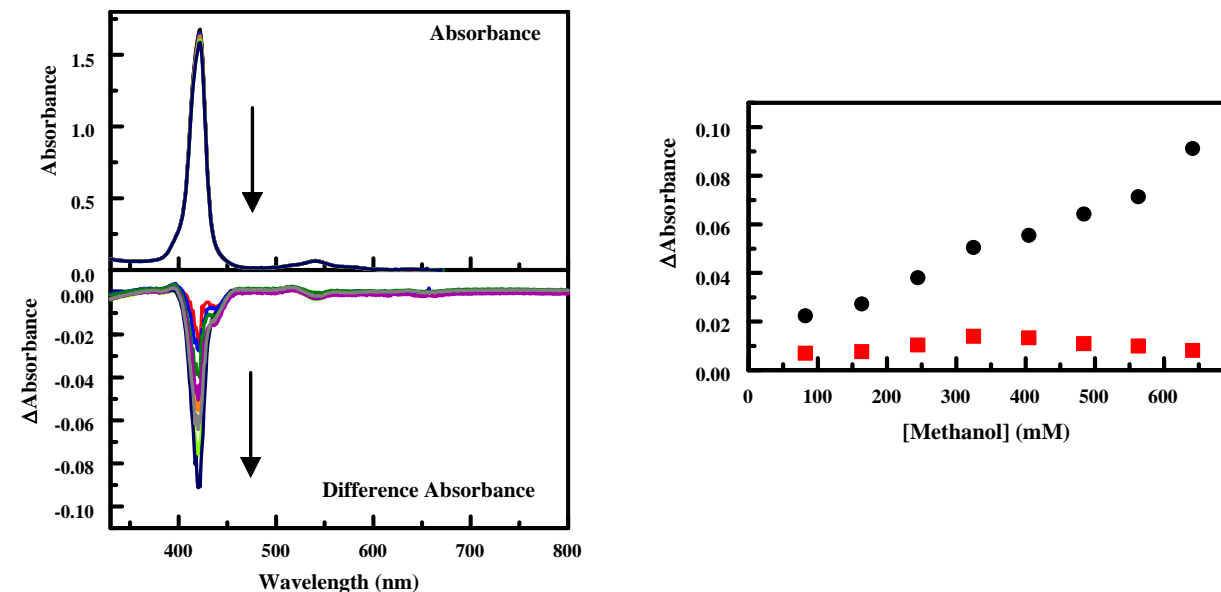 Absorbance
Absorbance
1.5
1.0
0.5
0.0
0.00
-0.02
-0.04
-0.06
-0.08
-0.10
ΔAbsorbance
Difference Absorbance
400 500 600 700 800
Wavelength (nm)
ΔAbsorbance
0.10
0.08
0.06
0.04
0.02
0.00
0 100 200 300 400 500 600
[Methanol] (mM)